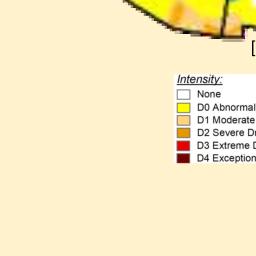 Intensity:
None
D0 Abnormal
D1 Moderate
D2 Severe Dr
D3 Extreme D
D4 Exception